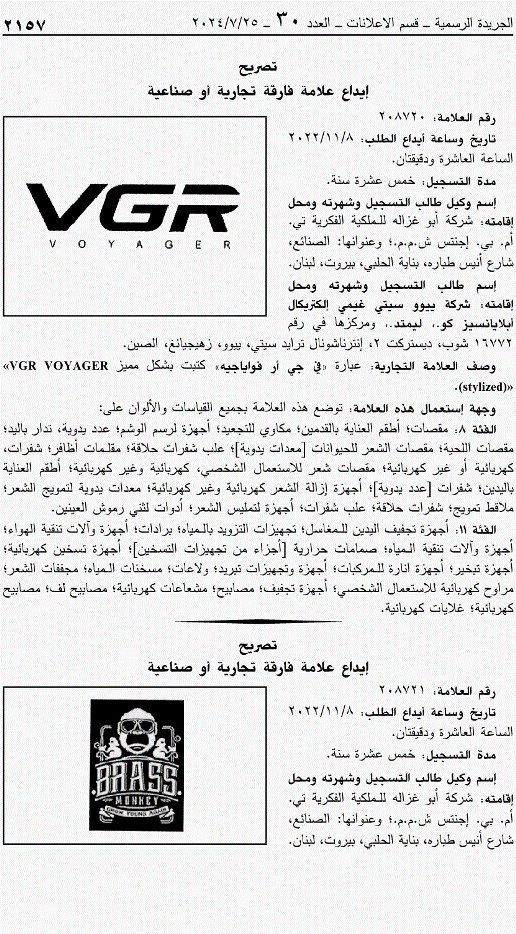 الجريدة الرسمية ــ قسم الاعلانات ــ العدد ٣٠ ــ ٢٠٢٤/٧/٢٥
٢١٥٧
تصريح
إيداع علامة فارقة تجارية أو صناعية
رقم العلامة: ٢٠٨٧٢٠
تاريخ وساعة أيداع الطلب: ٢٠٢٢/١١/٨
الساعة العاشرة ودقيقتان.
مدة التسجيل: خمس عشرة سنة.
إسم وكيل طالب التسجيل وشهرته ومحل
إقامته: شركة أبو غزاله للملكية الفكرية تي.
أم. بي. إجنتس ش.م.م.؛ وعنوانها: الصنائع،
شارع أنيس طباره، بناية الحلبي، بيروت، لبنان.
إسم طالب التسجيل وشهرته ومحل
إقامته: شركة ييوو سيتي غيمي إلكتريكال
أبلايانسيز كو.. ليمتد.. ومركزها في رقم
١٦٧٧٢ شوب، ديستركت ٢، إنترناشونال ترايد سيتي، ييوو، زهيجيانغ، الصين.
VGR
VOYAGER
وصف العلامة التجارية: عبارة «في جي أر فواياجيه» كتبت بشكل مميز VGR VOYAGER»
«(stylized).
وجهة إستعمال هذه العلامة: توضع هذه العلامة بجميع القياسات والألوان على:
الفئة ٨: مقصات؛ أطقم العناية بالقدمين؛ مكاوي للتجعيد؛ أجهزة لرسم الوشم؛ عدد يدوية، تدار باليد؛
مقصات اللحية؛ مقصات الشعر للحيوانات [معدات يدوية]؛ علب شفرات حلاقة؛ مقلمات أظافر؛ شفرات،
كهربائية أو غير كهربائية؛ مقصات شعر للاستعمال الشخصي، كهربائية وغير كهربائية؛ أطقم العناية
باليدين؛ شفرات [عدد يدوية]؛ أجهزة إزالة الشعر كهربائية وغير كهربائية؛ معدات يدوية لتمويج الشعر؛
ملاقط تمويج؛ شفرات حلاقة؛ علب شفرات؛ أجهزة لتمليس الشعر؛ أدوات لثني رموش العينين.
الفئة ١١: أجهزة تجفيف اليدين للمغاسل؛ تجهيزات التزويد بالمياه؛ برادات؛ أجهزة وآلات تنقية الهواء؛
أجهزة وآلات تنقية المياه؛ صمامات حرارية [أجزاء من تجهيزات التسخين]؛ أجهزة تسخين كهربائية؛
أجهزة تبخير؛ أجهزة انارة للمركبات؛ أجهزة وتجهيزات تبريد؛ ولاعات؛ مسخنات المياه؛ مجففات الشعر؛
مراوح كهربائية للاستعمال الشخصي؛ أجهزة تجفيف؛ مصابيح؛ مشعاعات كهربائية؛ مصابيح لف؛ مصابيح
كهربائية؛ غلايات كهربائية.
تصريح
إيداع علامة فارقة تجارية أو صناعية
رقم العلامة: ٢٠٨٧٢١
تاريخ وساعة أيداع الطلب: ٢٠٢٢/١١/٨
الساعة العاشرة ودقيقتان.
مدة التسجيل: خمس عشرة سنة.
إسم وكيل طالب التسجيل وشهرته ومحل
إقامته: شركة أبو غزاله للملكية الفكرية تي.
أم. بي. إجنتس ش.م.م.؛ وعنوانها: الصنائع،
شارع أنيس طباره، بناية الحلبي، بيروت، لبنان.
BRASS
MONKEY
GROW YOUNG AGAIN